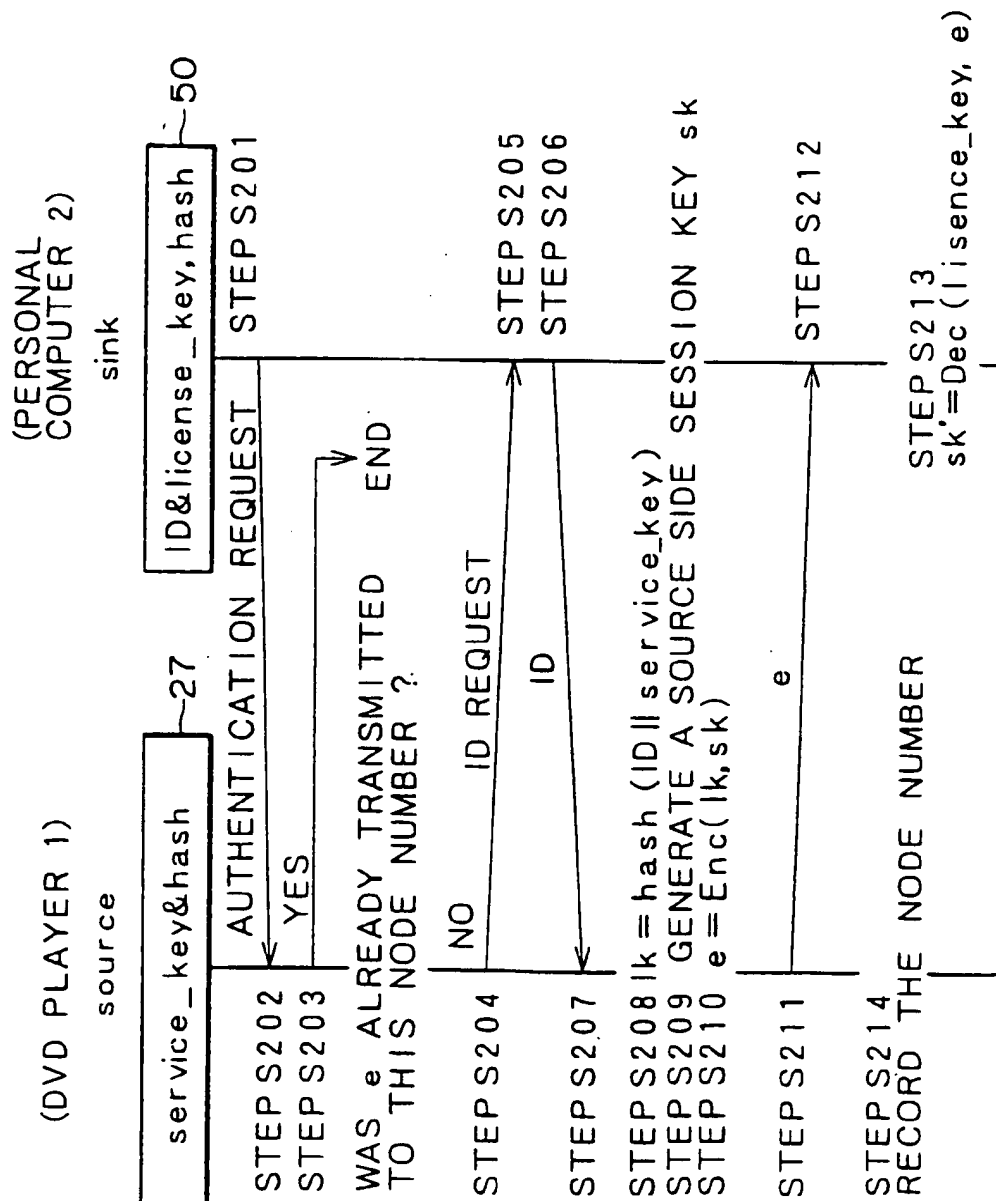 (DVD PLAYER 1)
source
service_key&hash
27
(PERSONAL
COMPUTER 2)
sink
ID&license_key,hash
50
AUTHENTICATION REQUEST
STEP S201
STEP S202
STEP S203
YES
END
WAS e ALREADY TRANSMITTED
TO THIS NODE NUMBER ?
STEP S204
NO
ID REQUEST
STEP S205
STEP S206
ID
STEP S207
STEP S208 lk=hash(ID||service_key)
STEP S209 GENERATE A SOURCE SIDE SESSION KEY sk
STEP S210 e=Enc(lk,sk)
STEP S211
e
STEP S212
STEP S213
sk'=Dec(lisence_key, e)
STEP S214
RECORD THE NODE NUMBER